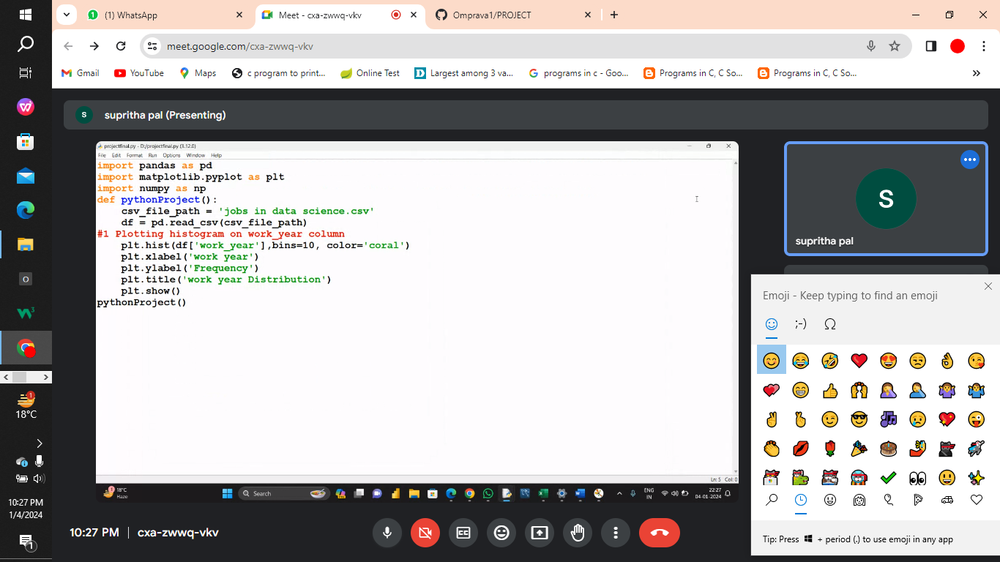 (1) WhatsApp
Meet - cxa-zwwq-vkv
Omprava1/PROJECT
meet.google.com/cxa-zwwq-vkv
Gmail
YouTube
Maps
c program to print...
Online Test
Largest among 3 va...
programs in c - Goo...
Programs in C, C So...
Programs in C, C So...
S
supritha pal (Presenting)
projectfinal.py - D:/projectfinal.py (3.12.0)
File Edit Format Run Options Window Help
import pandas as pd
import matplotlib.pyplot as plt
import numpy as np
def pythonProject():
    csv_file_path = 'jobs in data science.csv'
    df = pd.read_csv(csv_file_path)
#1 Plotting histogram on work_year column
    plt.hist(df['work_year'],bins=10, color='coral')
    plt.xlabel('work year')
    plt.ylabel('Frequency')
    plt.title('work year Distribution')
    plt.show()
pythonProject()
Ln: 5 Col: 0
1
18°C
Haze
Search
ENG
IN
22:27
04-01-2024
S
supritha pal
Emoji - Keep typing to find an emoji
;-)
Ω
Tip: Press + period (.) to use emoji in any app
10:27 PM | cxa-zwwq-vkv
CC
O
W3
1
18°C
10:27 PM
1/4/2024
1